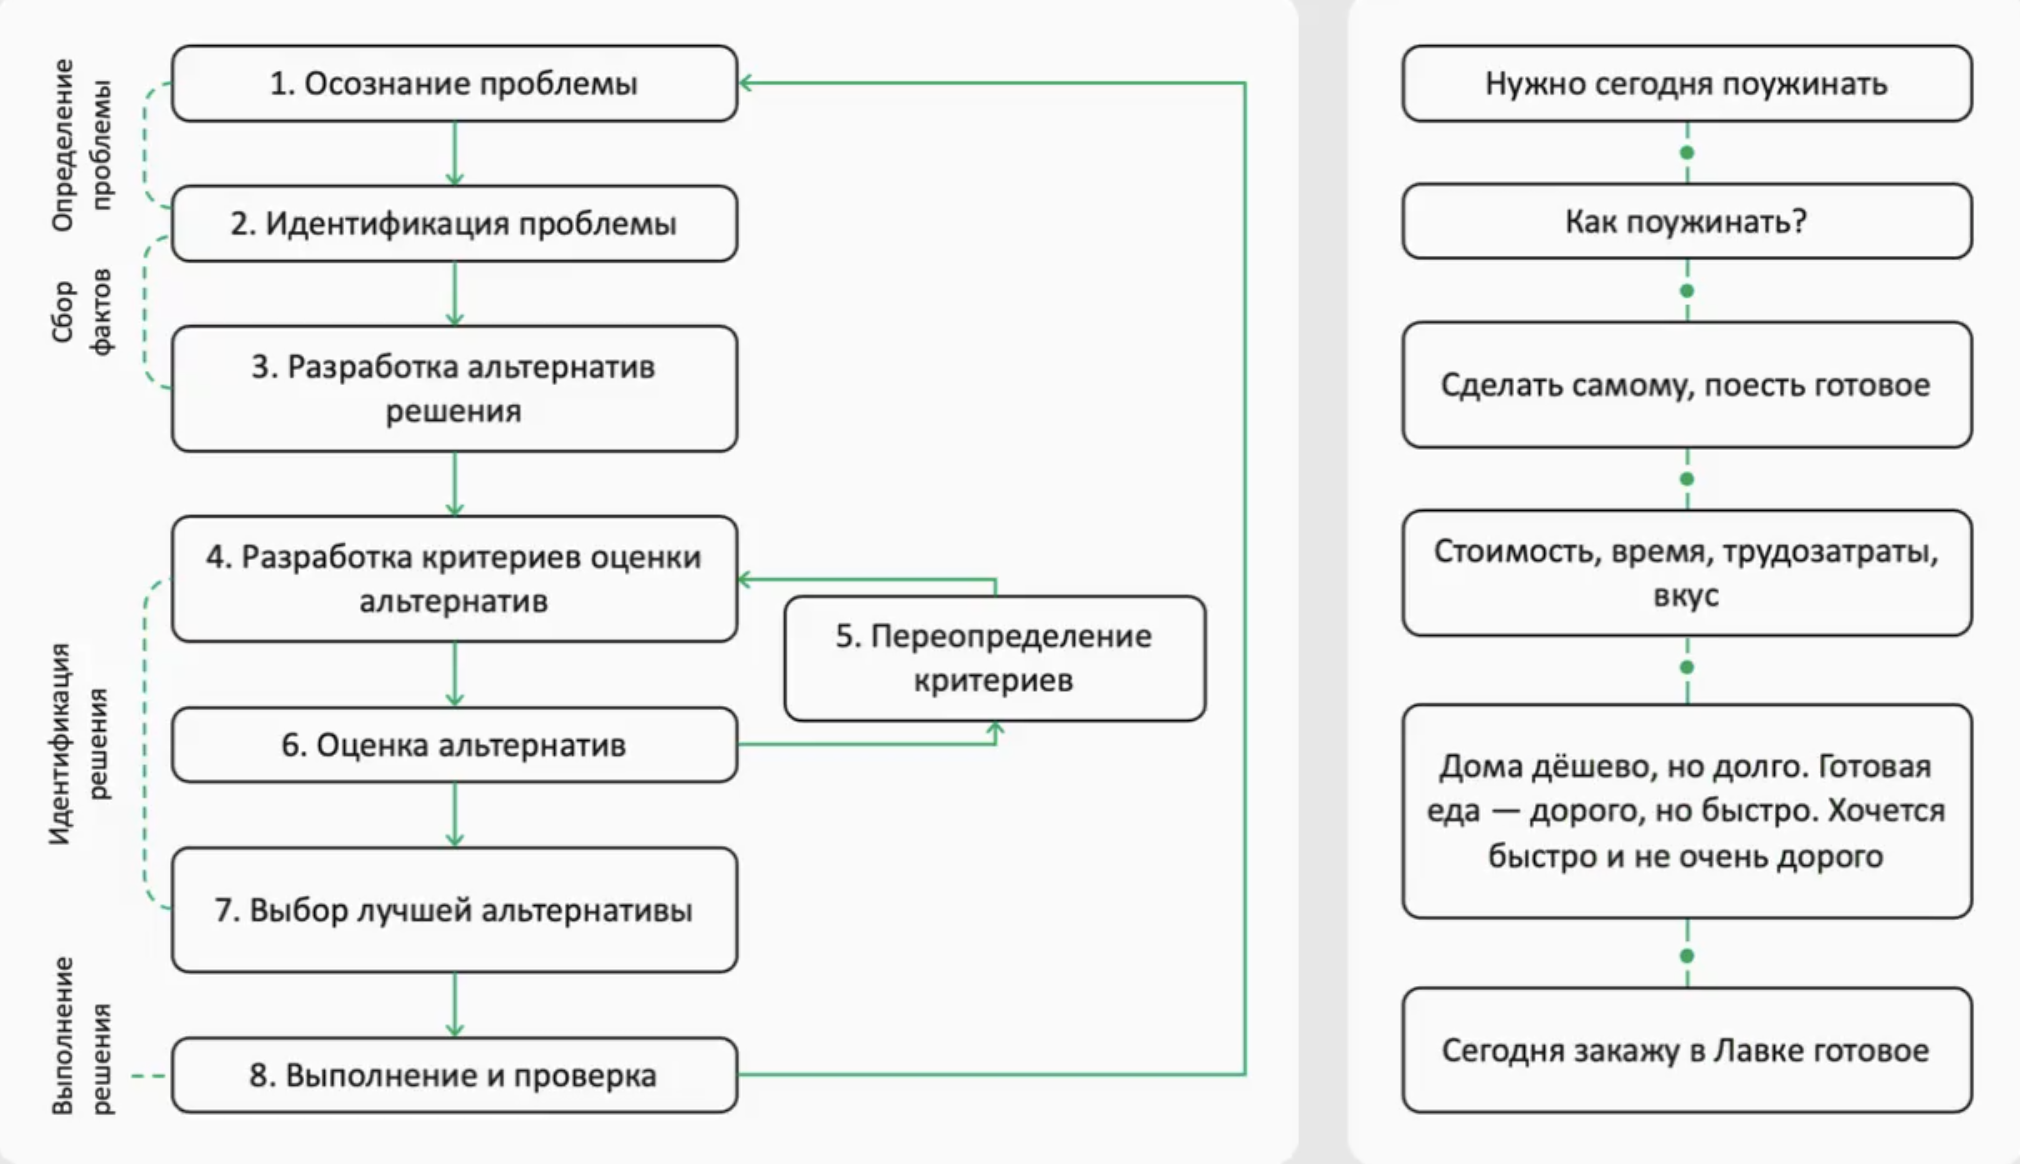 Определение
проблемы
Сбор
фактов
Идентификация
решения
Выполнение
решения
1. Осознание проблемы
2. Идентификация проблемы
3. Разработка альтернатив
решения
4. Разработка критериев оценки
альтернатив
5. Переопределение
критериев
6. Оценка альтернатив
7. Выбор лучшей альтернативы
8. Выполнение и проверка
Нужно сегодня поужинать
Как поужинать?
Сделать самому, поесть готовое
Стоимость, время, трудозатраты,
вкус
Дома дёшево, но долго. Готовая
еда — дорого, но быстро. Хочется
быстро и не очень дорого
Сегодня закажу в Лавке готовое